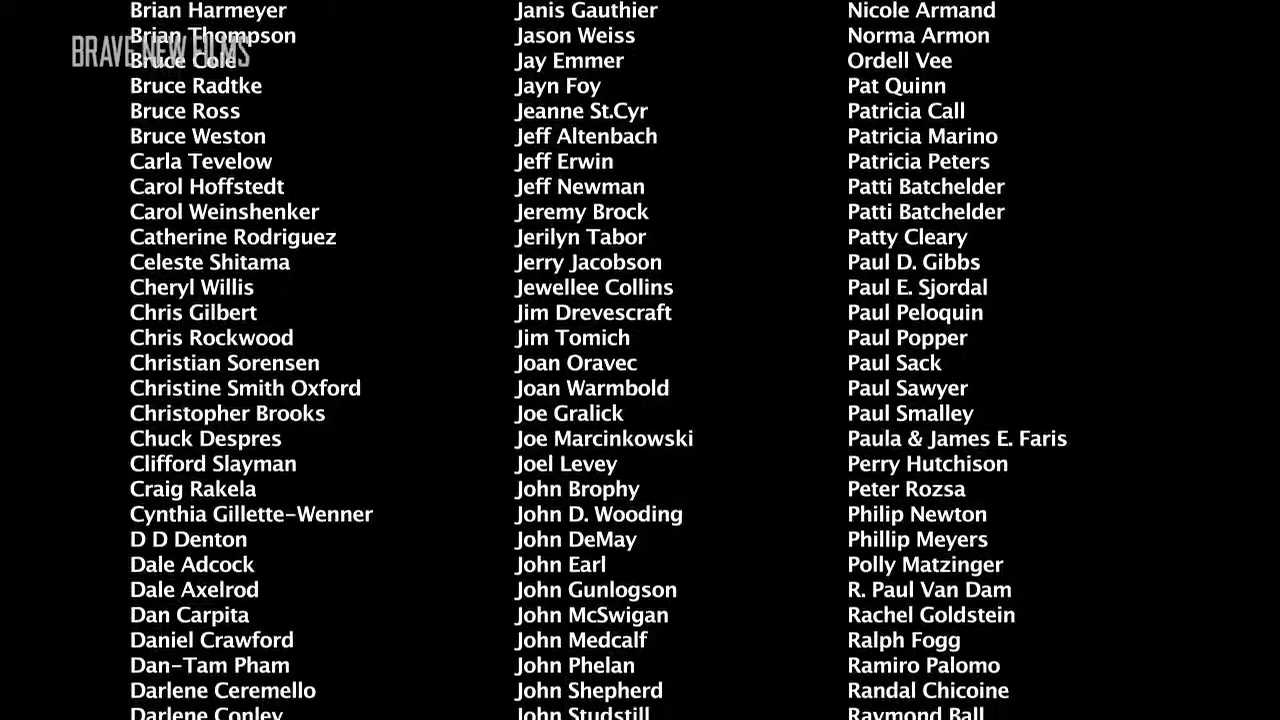 BRAVE NEW FILMS
Brian Harmeyer
Brian Thompson
Bruce Cole
Bruce Radtke
Bruce Ross
Bruce Weston
Carla Tevelow
Carol Hoffstedt
Carol Weinshenker
Catherine Rodriguez
Celeste Shitama
Cheryl Willis
Chris Gilbert
Chris Rockwood
Christian Sorensen
Christine Smith Oxford
Christopher Brooks
Chuck Despres
Clifford Slayman
Craig Rakela
Cynthia Gillette-Wenner
D D Denton
Dale Adcock
Dale Axelrod
Dan Carpita
Daniel Crawford
Dan-Tam Pham
Darlene Ceremello
Darlene Conley
Janis Gauthier
Jason Weiss
Jay Emmer
Jayn Foy
Jeanne St.Cyr
Jeff Altenbach
Jeff Erwin
Jeff Newman
Jeremy Brock
Jerilyn Tabor
Jerry Jacobson
Jewellee Collins
Jim Drevescraft
Jim Tomich
Joan Oravec
Joan Warmbold
Joe Gralick
Joe Marcinkowski
Joel Levey
John Brophy
John D. Wooding
John DeMay
John Earl
John Gunlogson
John McSwigan
John Medcalf
John Phelan
John Shepherd
John Studstill
Nicole Armand
Norma Armon
Ordell Vee
Pat Quinn
Patricia Call
Patricia Marino
Patricia Peters
Patti Batchelder
Patti Batchelder
Patty Cleary
Paul D. Gibbs
Paul E. Sjordal
Paul Peloquin
Paul Popper
Paul Sack
Paul Sawyer
Paul Smalley
Paula & James E. Faris
Perry Hutchison
Peter Rozsa
Philip Newton
Phillip Meyers
Polly Matzinger
R. Paul Van Dam
Rachel Goldstein
Ralph Fogg
Ramiro Palomo
Randal Chicoine
Raymond Ball